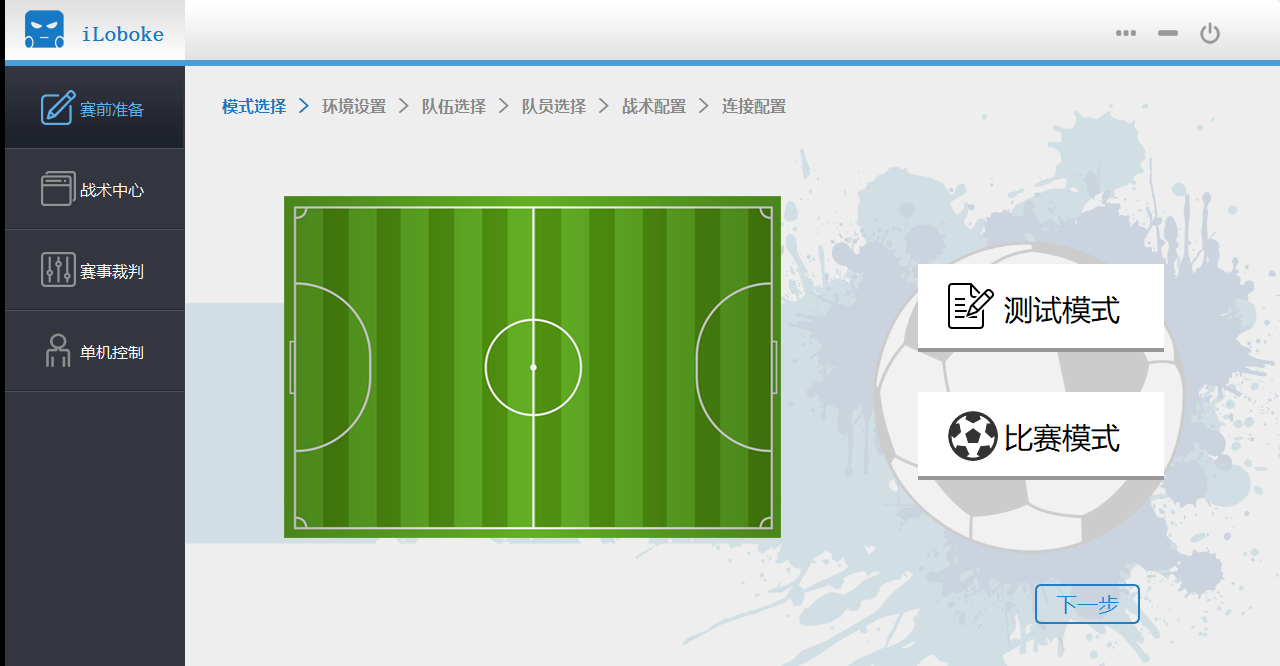 iLoboke
赛前准备
战术中心
赛事裁判
单机控制
模式选择 环境设置 队伍选择 队员选择 战术配置 连接配置
测试模式
比赛模式
下一步